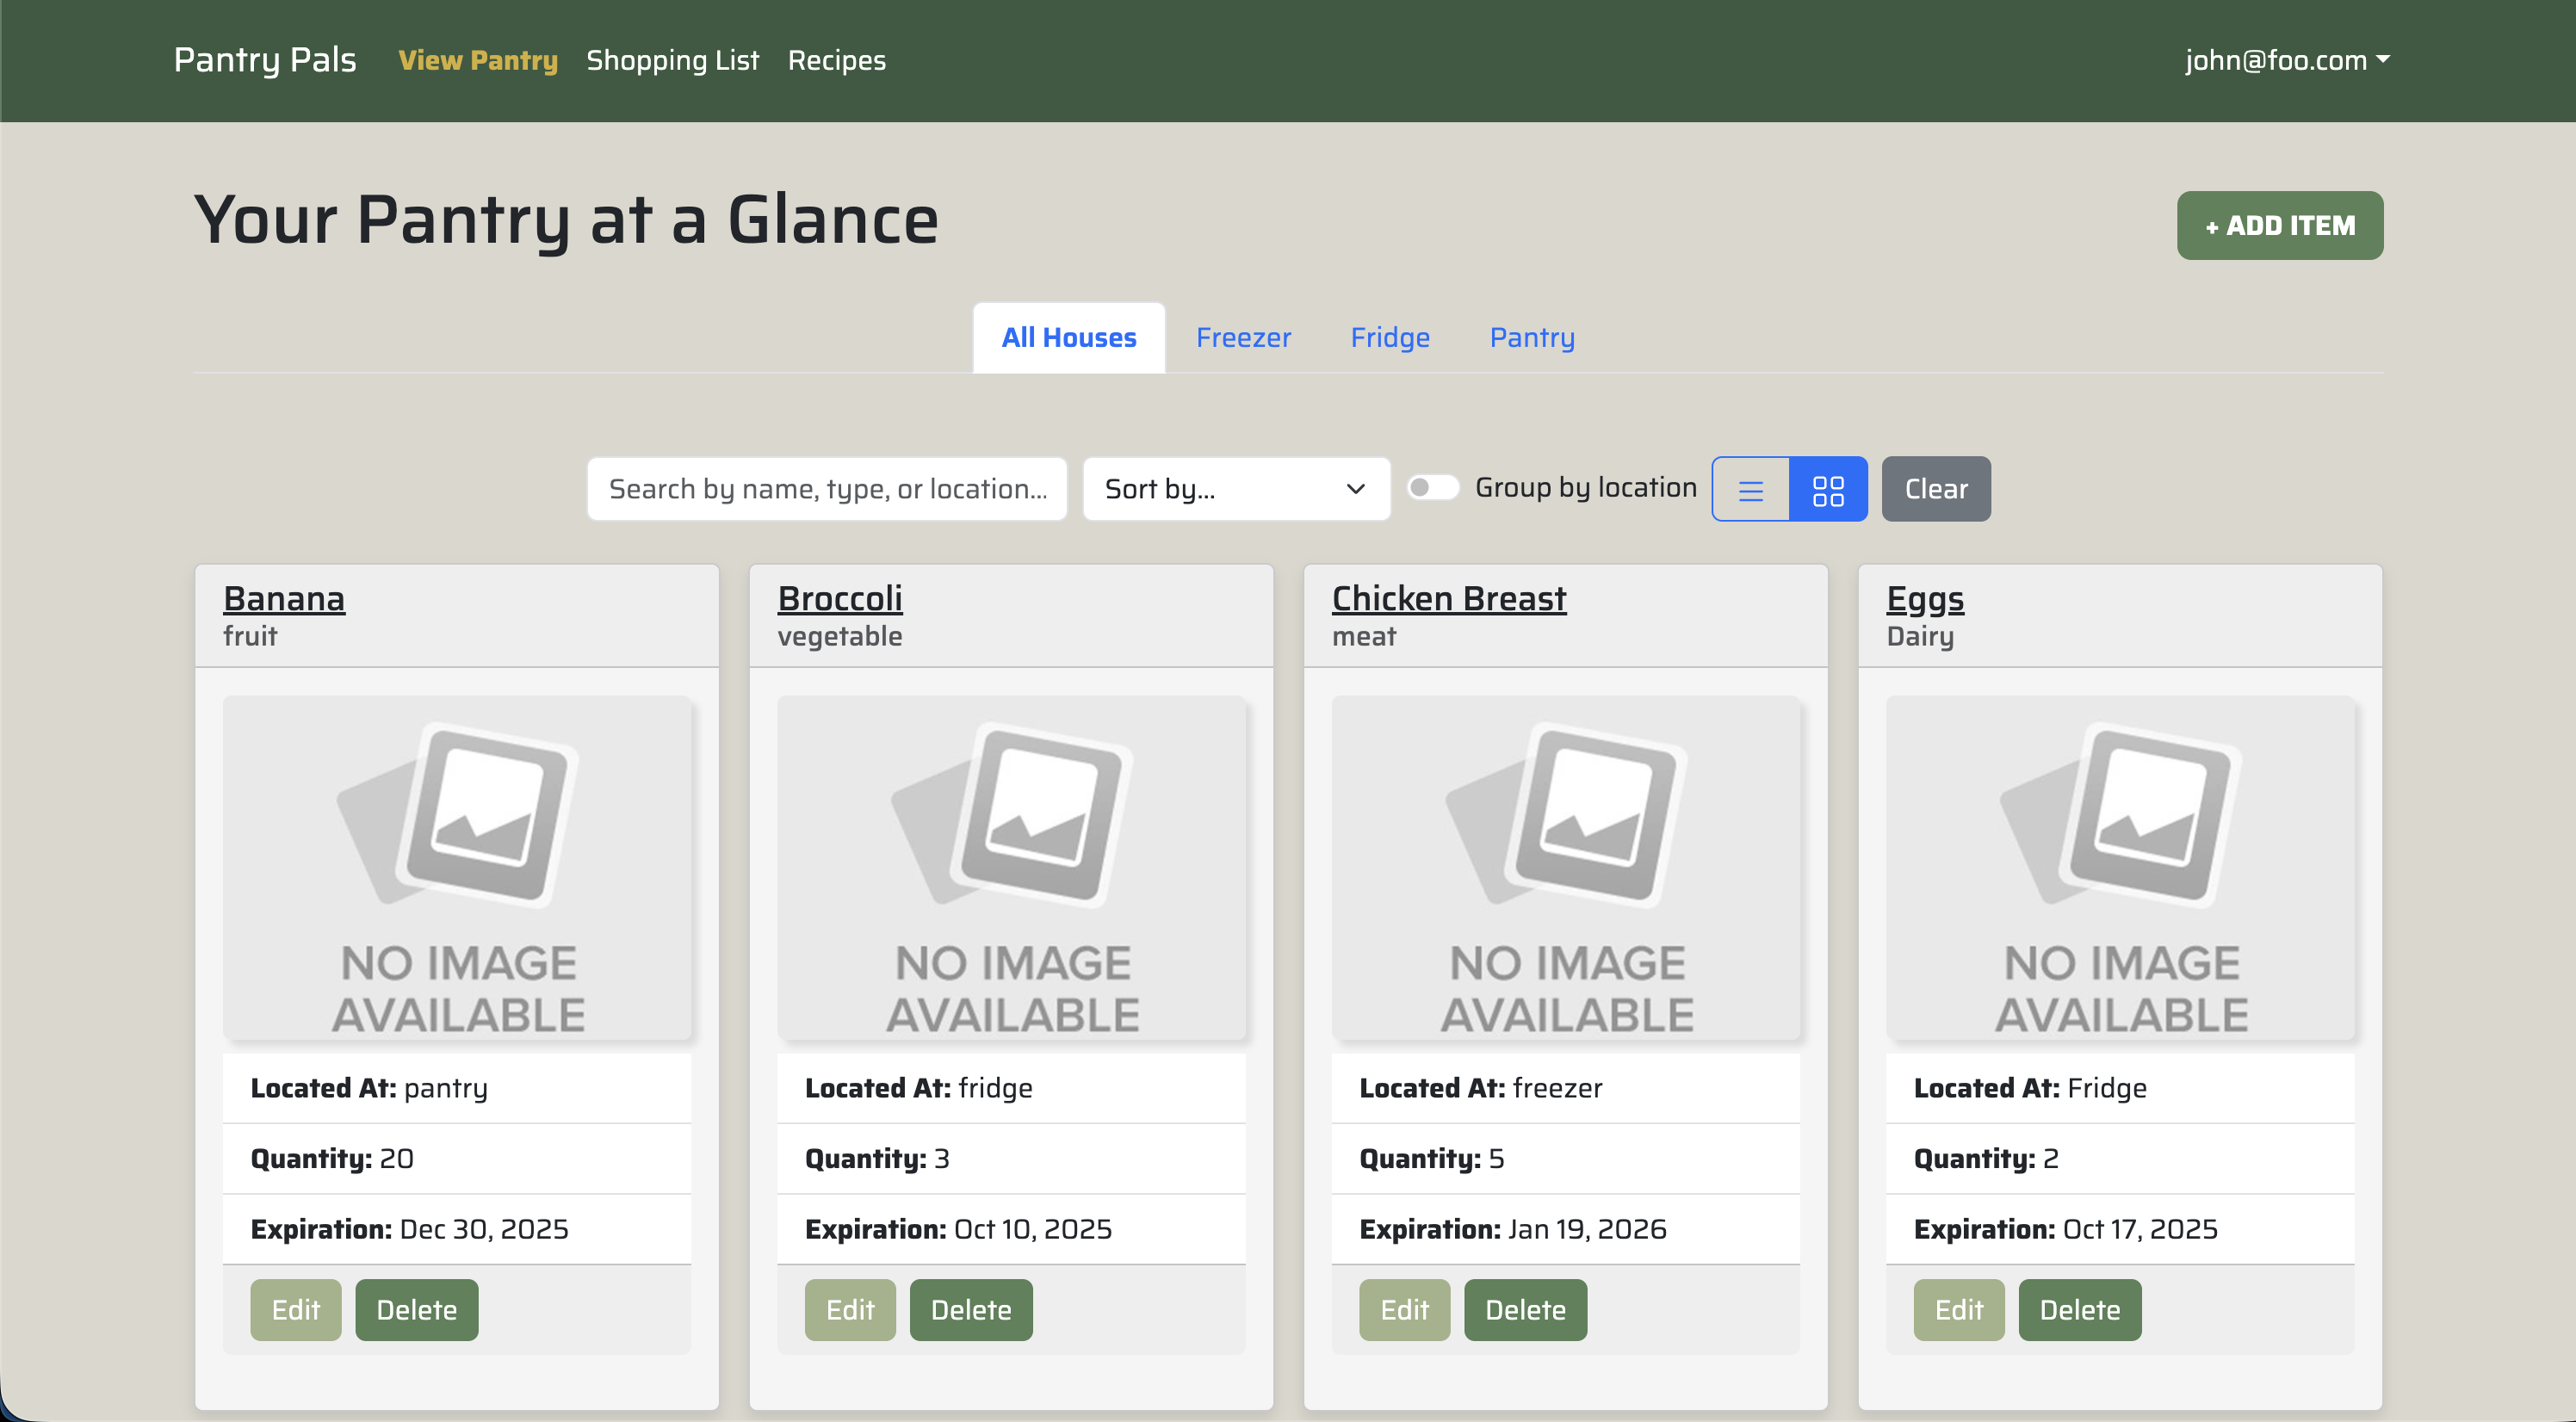 Pantry Pals View Pantry Shopping List Recipes john@foo.com
Your Pantry at a Glance + ADD ITEM
All Houses Freezer Fridge Pantry
Search by name, type, or location... Sort by... Group by location Clear
Banana
fruit
NO IMAGE
AVAILABLE
Located At: pantry
Quantity: 20
Expiration: Dec 30, 2025
Edit Delete
Broccoli
vegetable
NO IMAGE
AVAILABLE
Located At: fridge
Quantity: 3
Expiration: Oct 10, 2025
Edit Delete
Chicken Breast
meat
NO IMAGE
AVAILABLE
Located At: freezer
Quantity: 5
Expiration: Jan 19, 2026
Edit Delete
Eggs
Dairy
NO IMAGE
AVAILABLE
Located At: Fridge
Quantity: 2
Expiration: Oct 17, 2025
Edit Delete